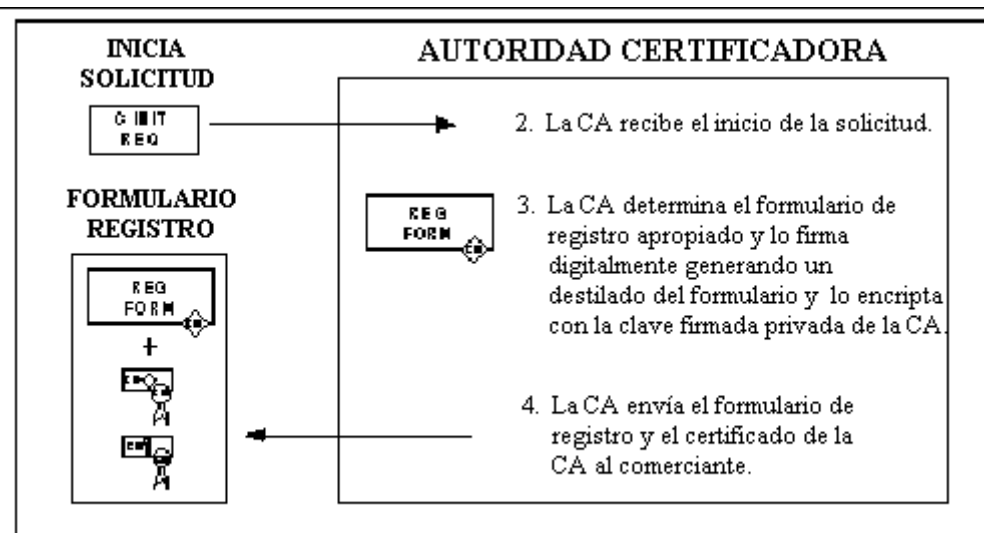 INICIA
SOLICITUD
AUTORIDAD CERTIFICADORA
C INIT
REQ
2. La CA recibe el inicio de la solicitud.
FORMULARIO
REGISTRO
REG
FORM
REG
FORM
3. La CA determina el formulario de
registro apropiado y lo firma
digitalmente generando un
destilado del formulario y lo encripta
con la clave firmada privada de la CA.
+
4. La CA envía el formulario de
registro y el certificado de la
CA al comerciante.